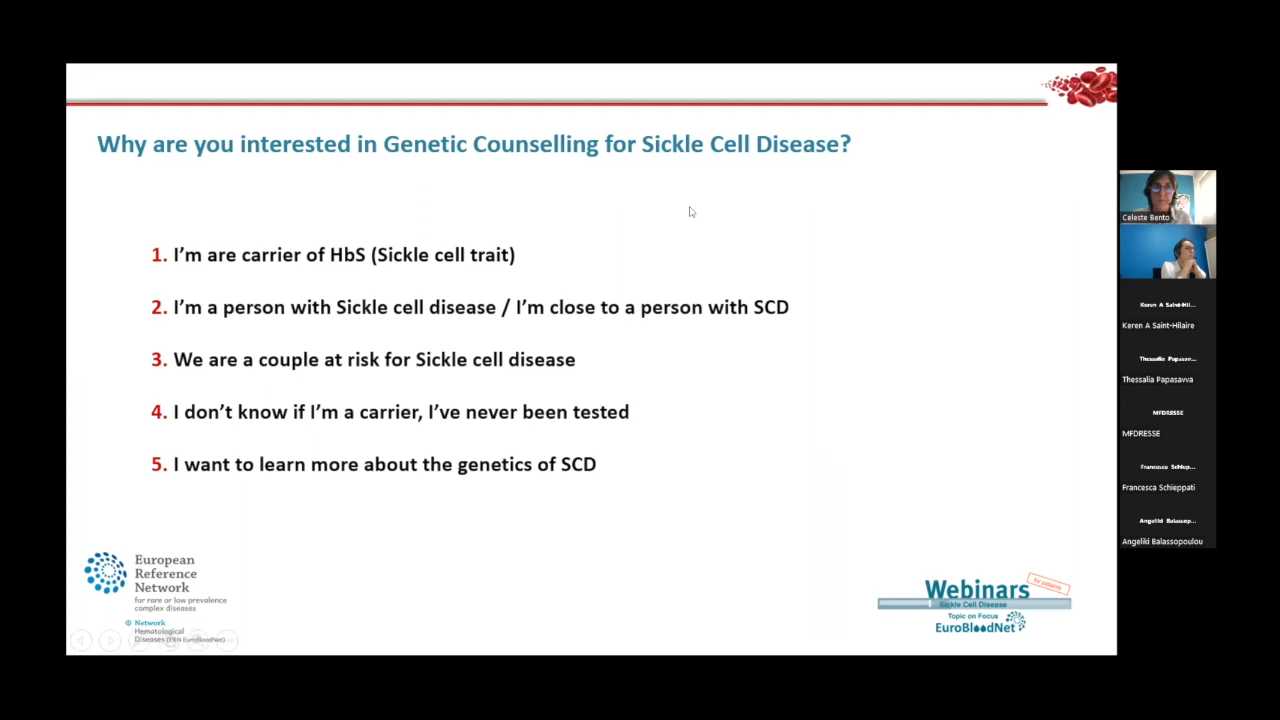 Why are you interested in Genetic Counselling for Sickle Cell Disease?
1. I’m are carrier of HbS (Sickle cell trait)
2. I’m a person with Sickle cell disease / I’m close to a person with SCD
3. We are a couple at risk for Sickle cell disease
4. I don’t know if I’m a carrier, I’ve never been tested
5. I want to learn more about the genetics of SCD
European
Reference
Network
for rare or low prevalence
complex diseases
Network
Hematological
Diseases (ERN EuroBloodNet)
for patients
Webinars
Sickle Cell Disease
Topic on Focus
EuroBloodNet
Celeste Bento
Keren A Saint-Hil...
Keren A Saint-Hilaire
Thessalia Papasav...
Thessalia Papasavva
MFDRESSE
MFDRESSE
Francesca Schiep...
Francesca Schieppati
Angeliki Balassop...
Angeliki Balassopoulou